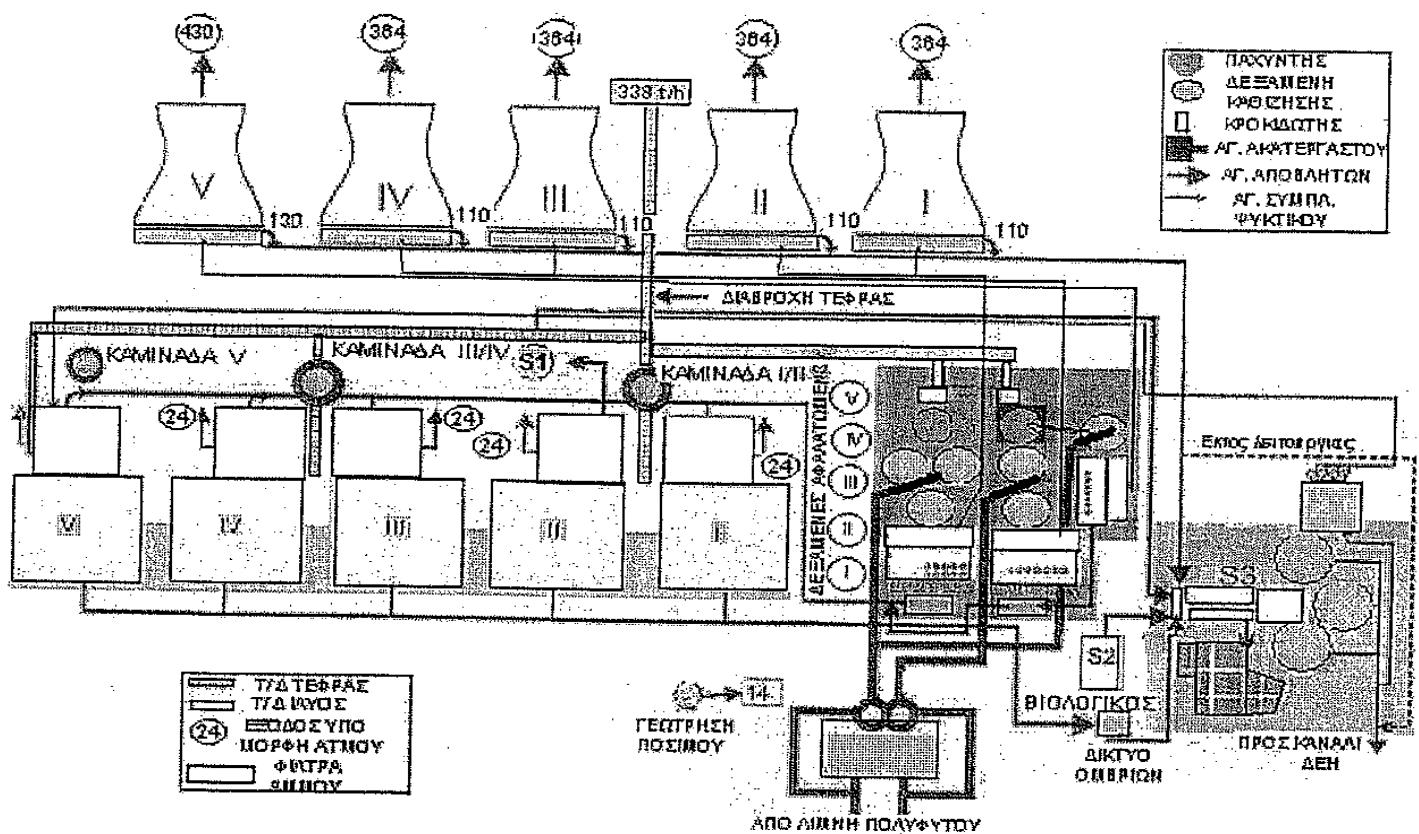 (430)
(364)
(364)
(364)
(364)
338 t/h
V
IV
III
II
I
130
110
110
110
110
ΠΑΧΥΝΤΗΣ
ΔΕΞΑΜΕΝΗ
ΚΑΘΙΖΗΣΗΣ
ΚΡΟΚΙΔΩΤΗΣ
ΑΓ. ΑΚΑΤΕΡΓΑΣΤΟΥ
ΑΓ. ΑΠΟΒΛΗΤΩΝ
ΑΓ. ΣΥΜΠΛ.
ΨΥΚΤΙΚΟΥ
ΔΙΑΒΡΟΧΗ ΤΕΦΡΑΣ
ΚΑΜΙΝΑΔΑ V
ΚΑΜΙΝΑΔΑ III/IV
S1
ΚΑΜΙΝΑΔΑ I/II
24
24
24
24
ΔΕΞΑΜΕΝΕΣ ΑΦΑΛΑΤΩΜΕΝΟ
V
IV
III
II
I
Εκτος λειτουργιας
V
IV
III
II
I
S3
S2
ΒΙΟΛΟΓΙΚΟΣ
ΔΙΚΤΥΟ
ΟΜΒΡΙΩΝ
ΠΡΟΣ ΚΑΝΑΛΙ
ΔΕΗ
Τ/Δ ΤΕΦΡΑΣ
Τ/Δ ΙΛΥΟΣ
24 ΕΞΟΔΟΣ ΥΠΟ
ΜΟΡΦΗ ΑΤΜΟΥ
ΦΙΛΤΡΑ
ΑΜΜΟΥ
14
ΓΕΩΤΡΗΣΗ
ΠΟΣΙΜΟΥ
ΑΠΟ ΛΙΜΝΗ ΠΟΛΥΦΥΤΟΥ